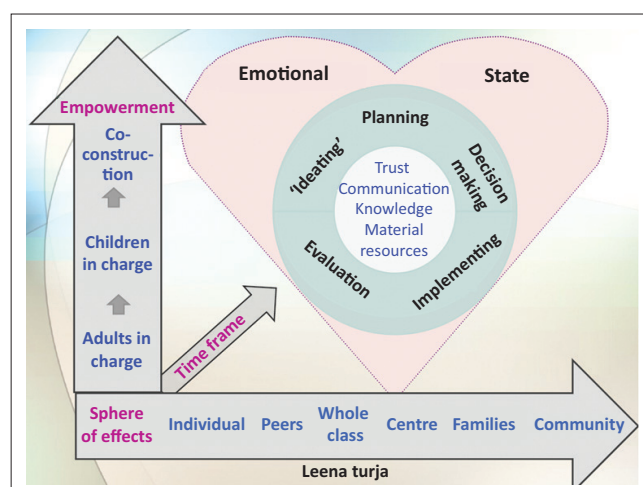 Emotional
State
Empowerment
Co-
construc-
tion
Children
in charge
Adults in
charge
Planning
'Ideating'
Decision
making
Evaluation
Implementing
Trust
Communication
Knowledge
Material
resources
Time frame
Sphere
of effects
Individual
Peers
Whole
class
Centre
Families
Community
Leena turja